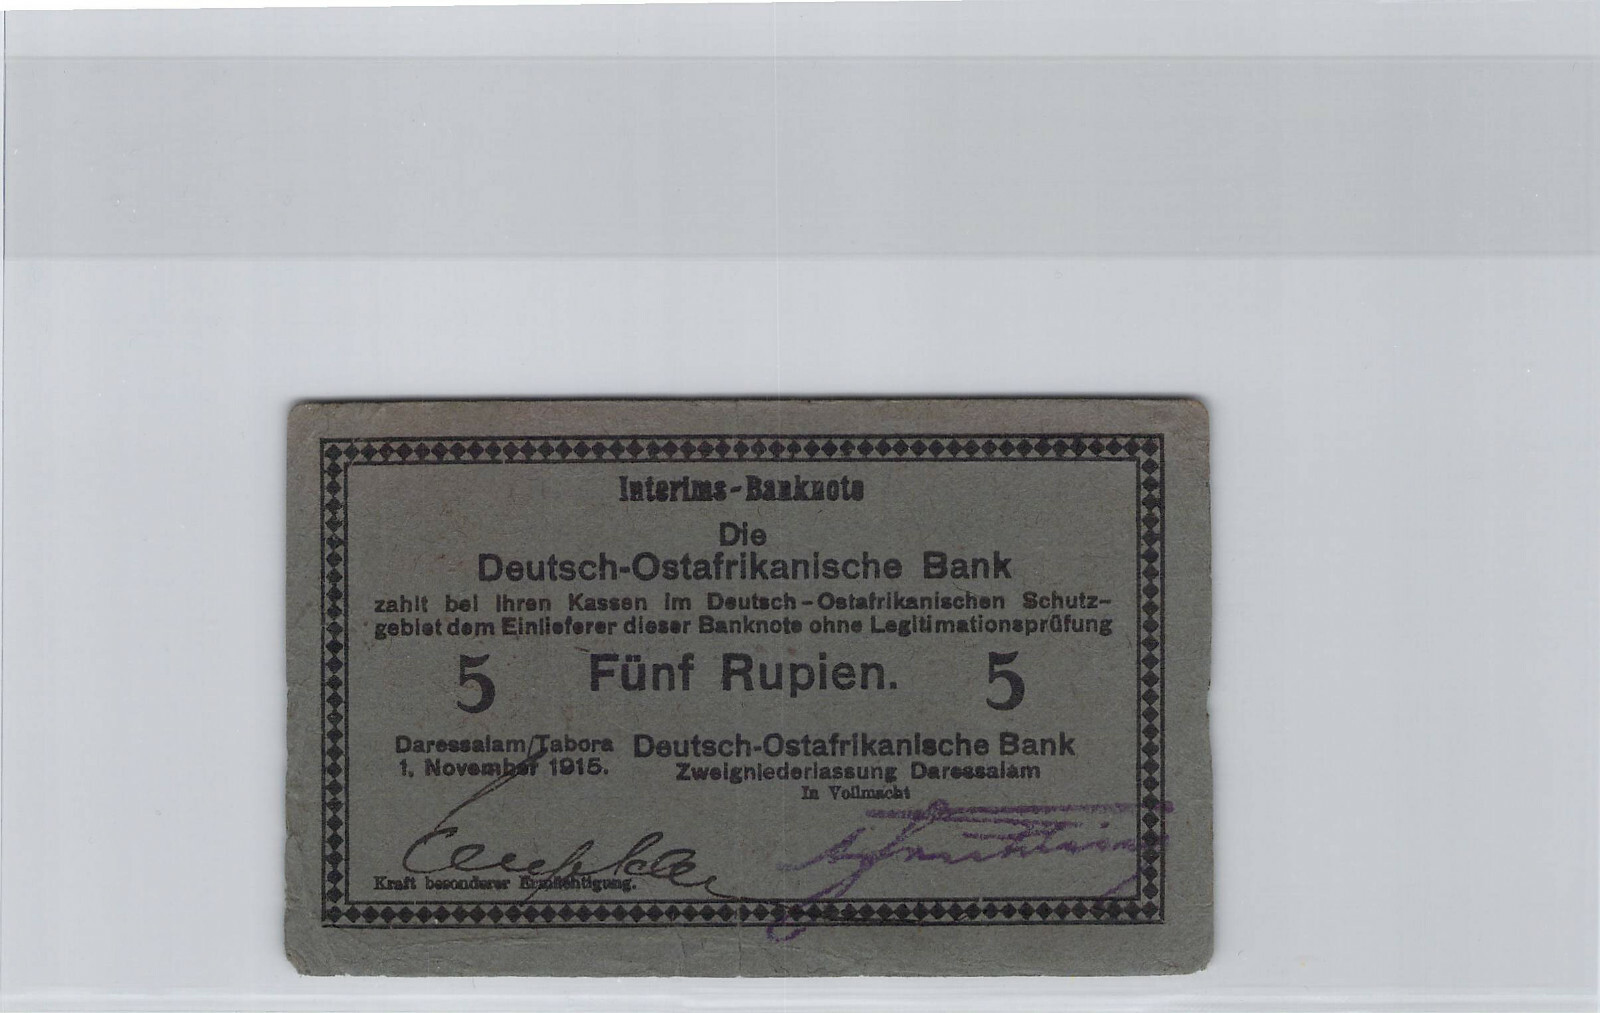 Interims-Banknote
Die
Deutsch-Ostafrikanische Bank
zahlt bei ihren Kassen im Deutsch-Ostafrikanischen Schutz-
gebiet dem Einlieferer dieser Banknote ohne Legitimationsprüfung
5 Fünf Rupien. 5
Daressalam/Tabora Deutsch-Ostafrikanische Bank
1. November 1915. Zweigniederlassung Daressalam
In Vollmacht
Kraft besonderer Ermächtigung.